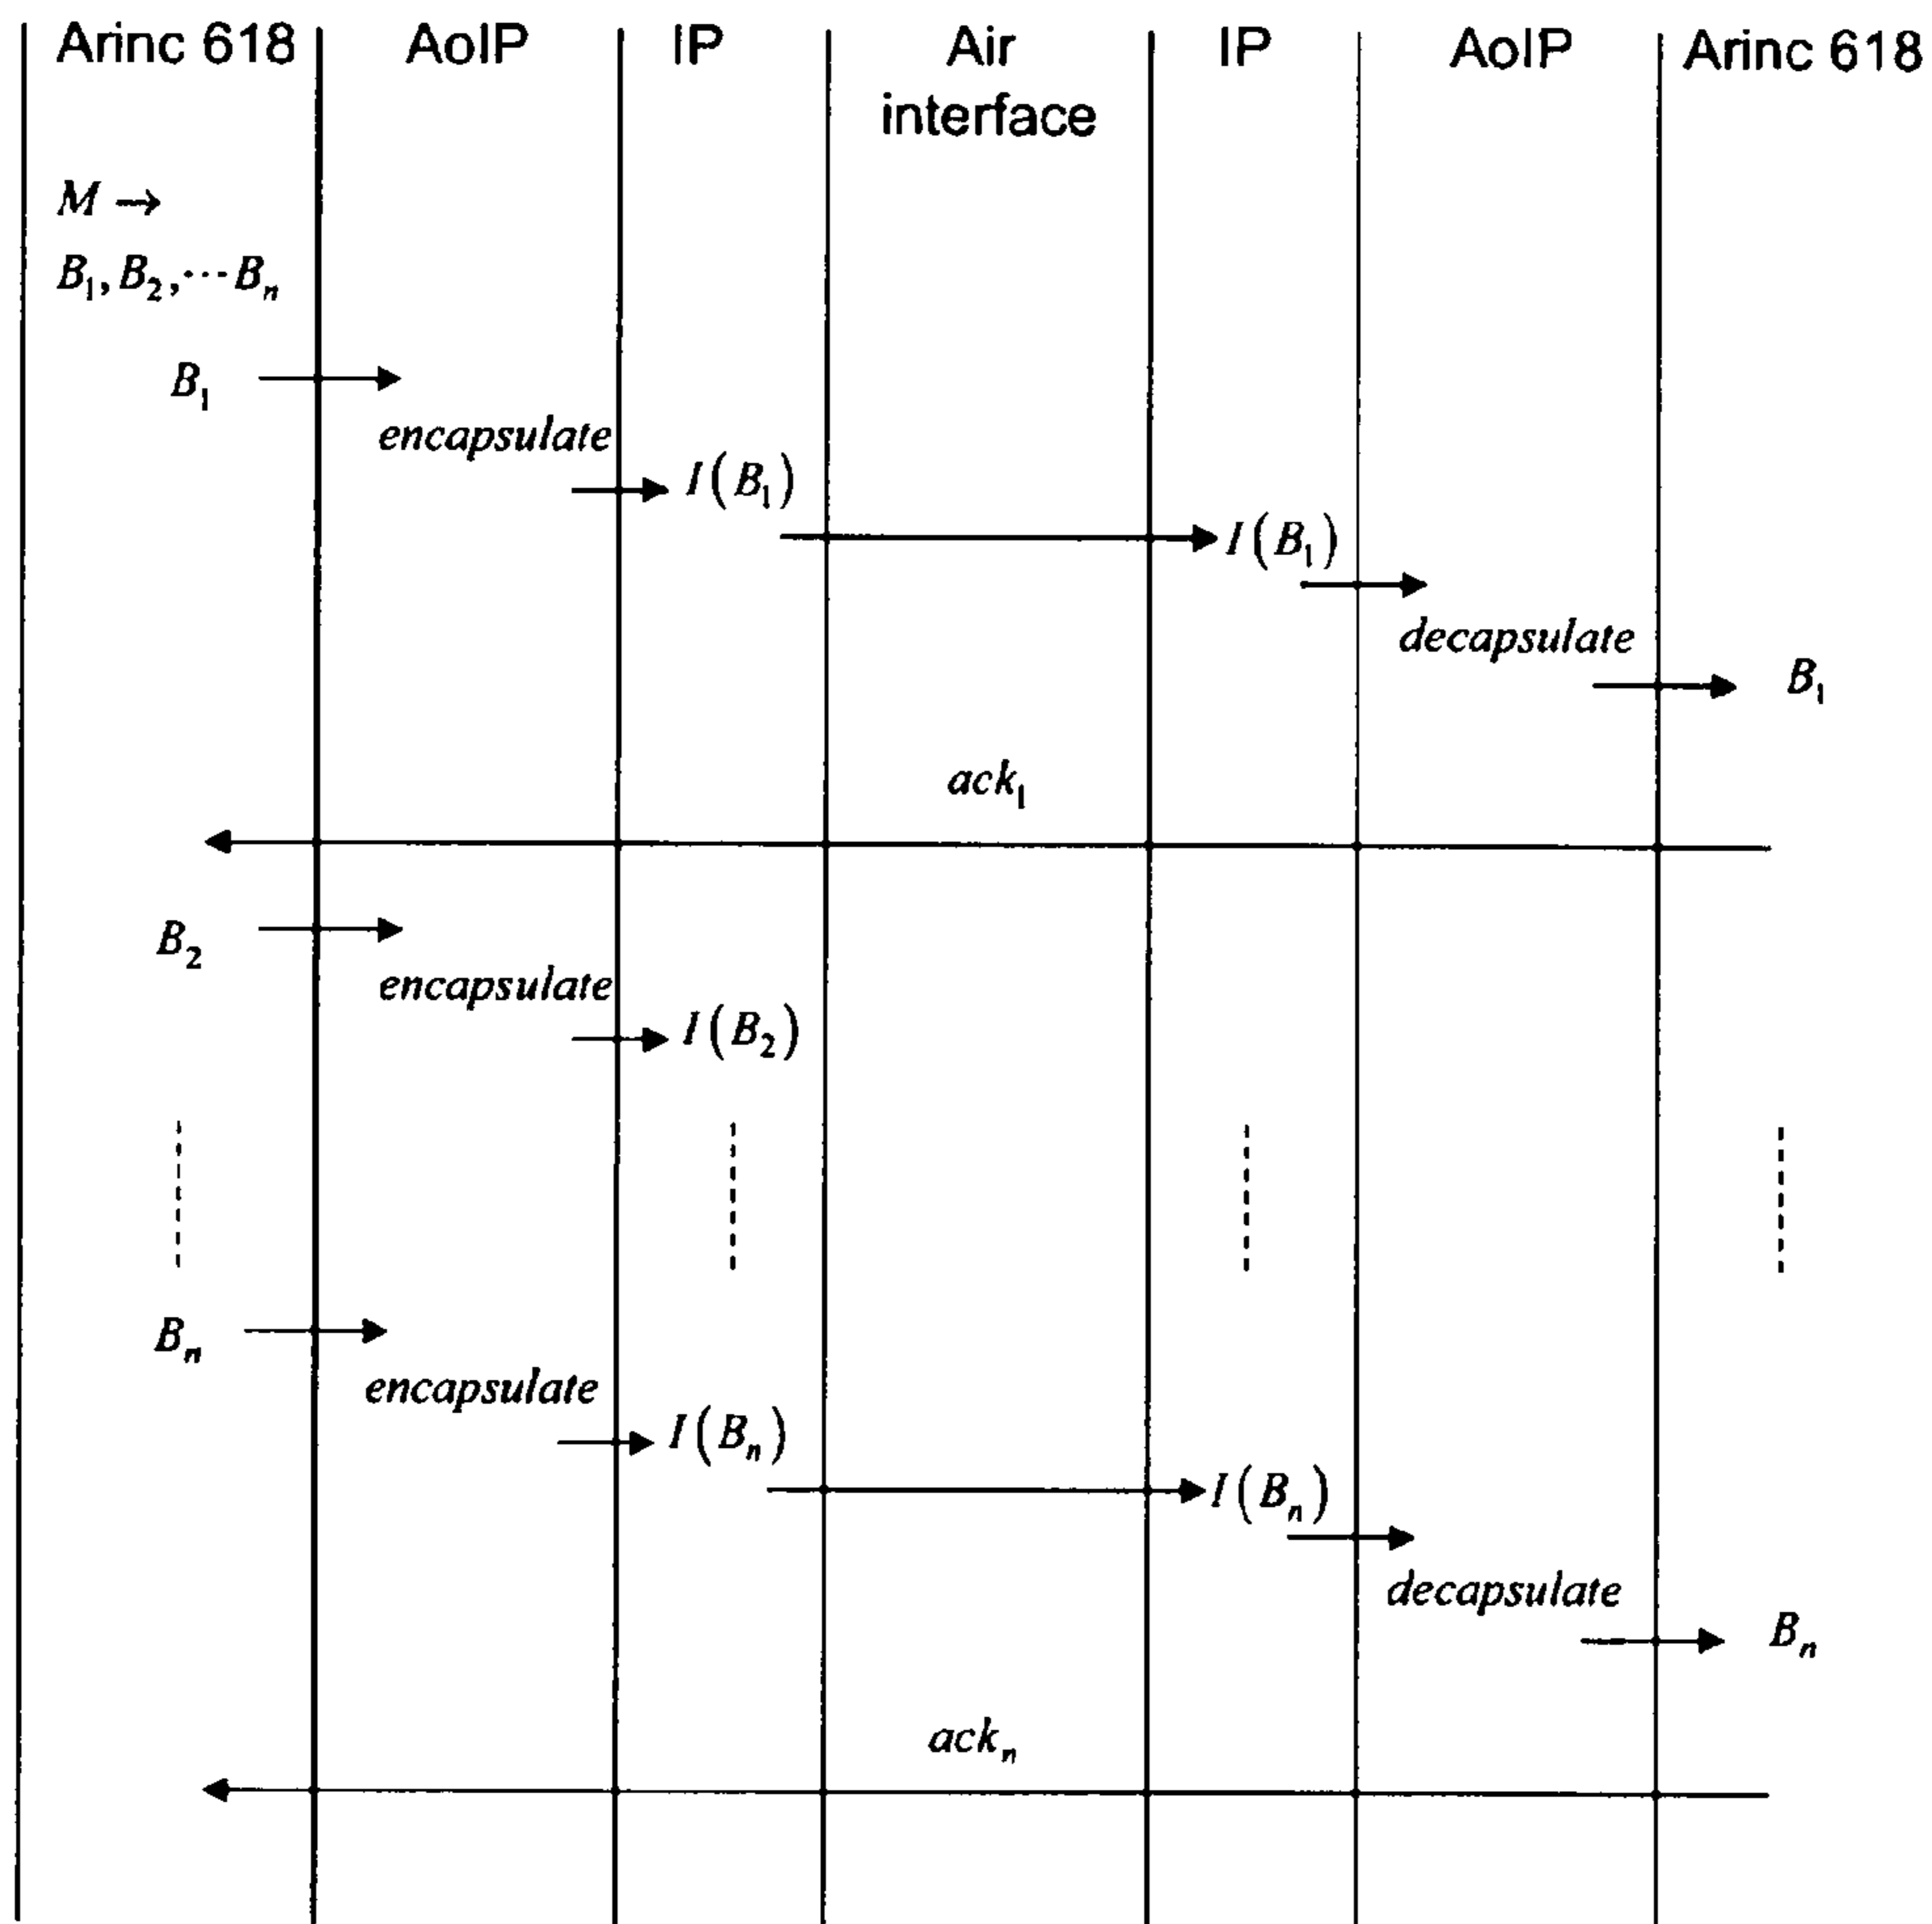 Arinc 618 AoIP IP Air IP AoIP Arinc 618
interface
M →
B₁, B₂, ⋯ Bₙ
B₁
encapsulate
I(B₁)
I(B₁)
decapsulate
B₁
ack₁
B₂
encapsulate
I(B₂)
Bₙ
encapsulate
I(Bₙ)
I(Bₙ)
decapsulate
Bₙ
ackₙ